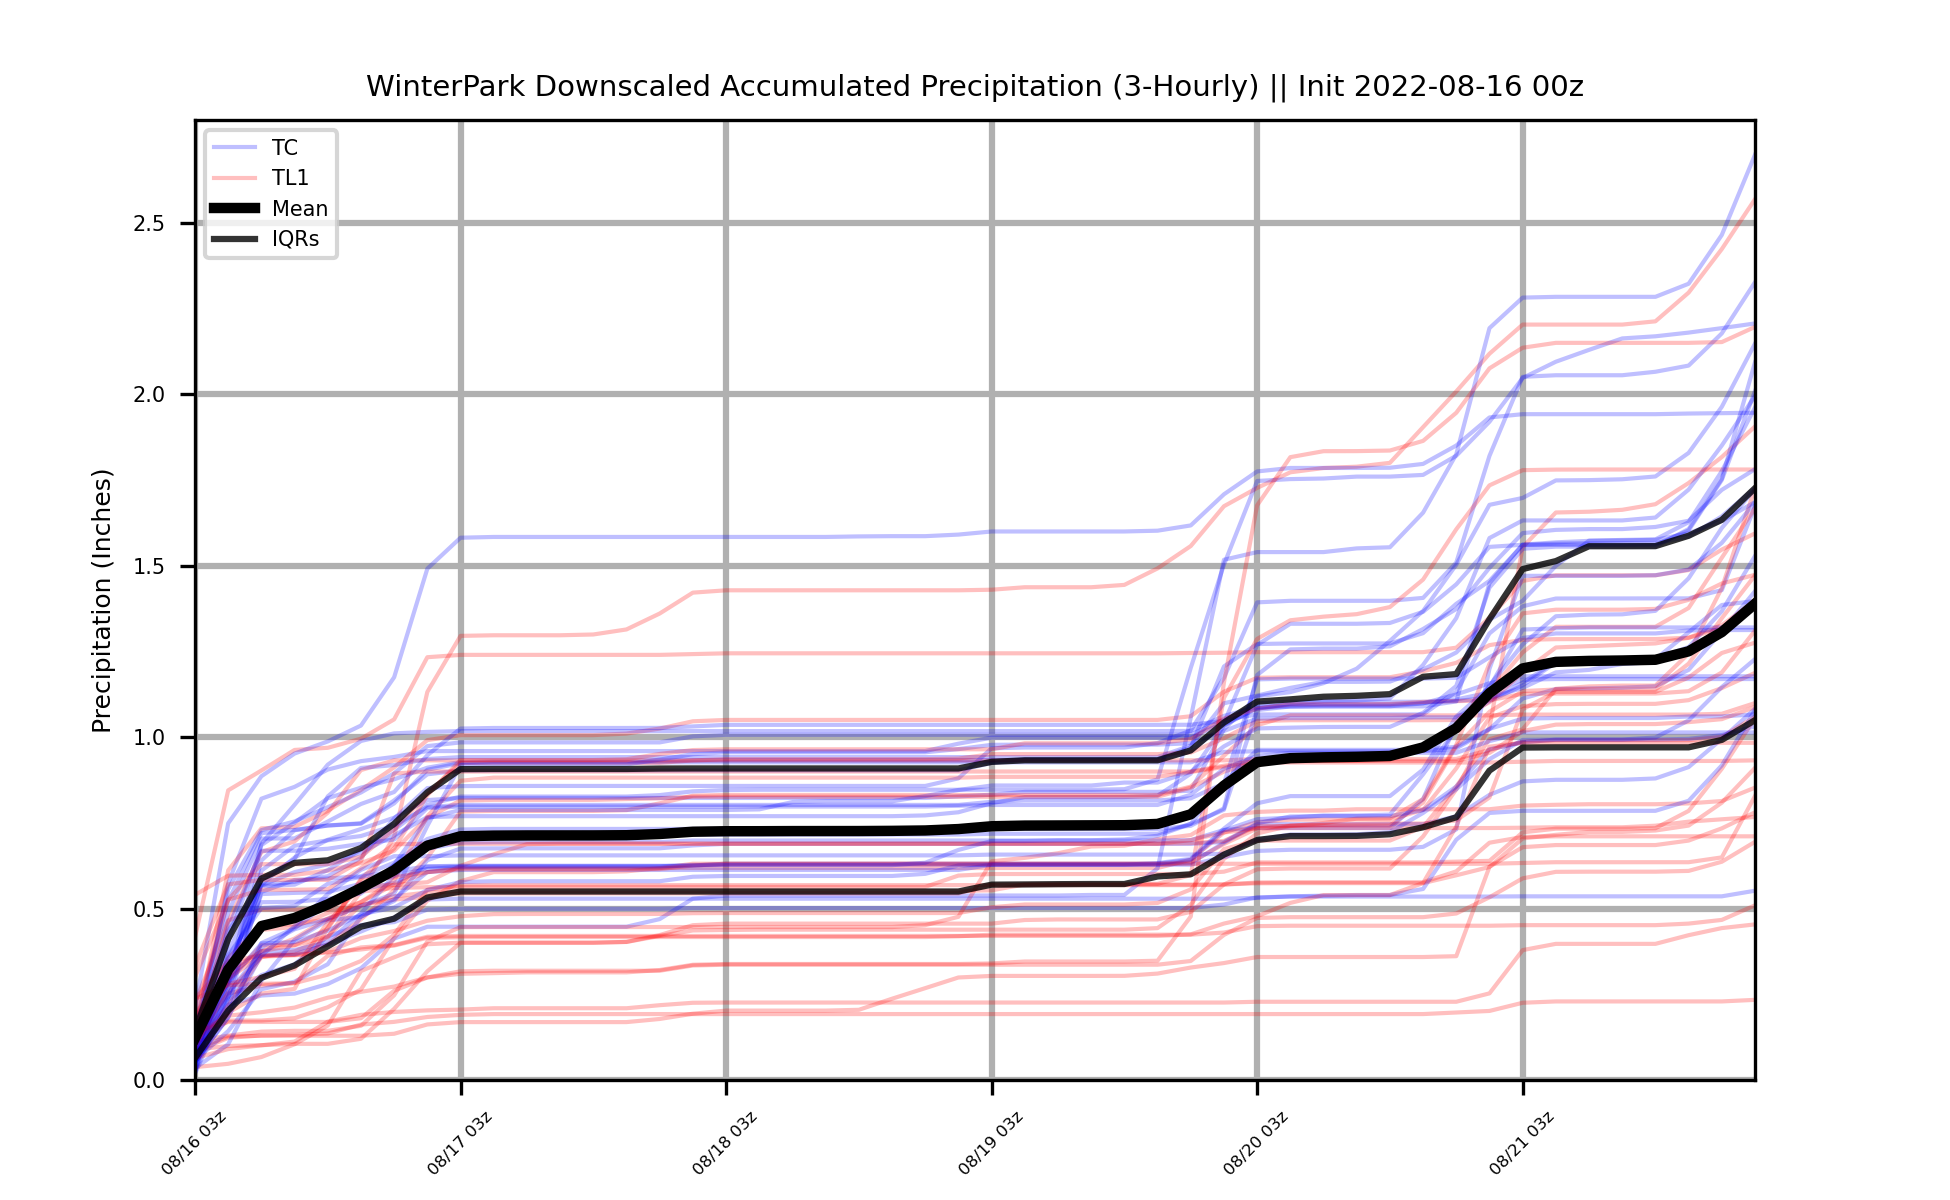 WinterPark Downscaled Accumulated Precipitation (3-Hourly) || Init 2022-08-16 00z
TC
TL1
Mean
IQRs
Precipitation (Inches)
2.5
2.0
1.5
1.0
0.5
0.0
08/16 03z
08/17 03z
08/18 03z
08/19 03z
08/20 03z
08/21 03z